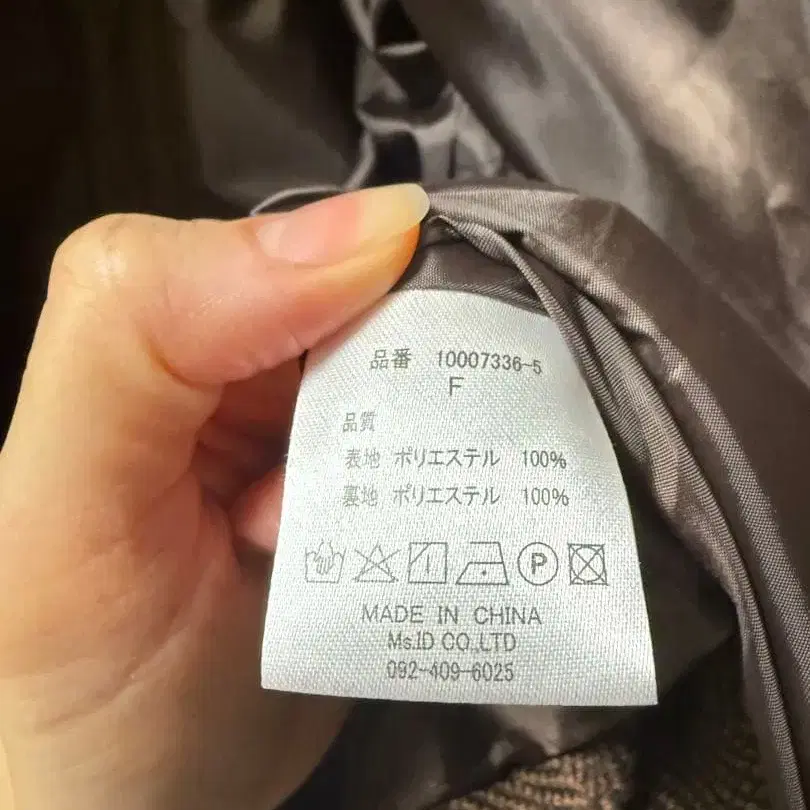 品番 10007336-5
F
品質
表地 ポリエステル 100%
裏地 ポリエステル 100%
P
MADE IN CHINA
Ms.ID CO.,LTD
092-409-6025